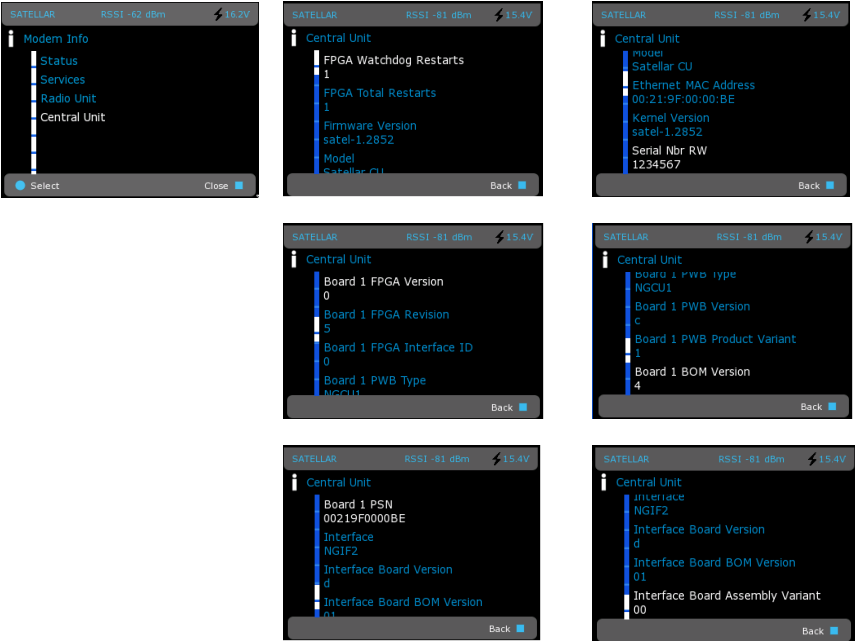 SATELLAR RSSI -62 dBm 16.2V
Modem Info
Status
Services
Radio Unit
Central Unit
Select Close
SATELLAR RSSI -81 dBm 15.4V
Central Unit
FPGA Watchdog Restarts
1
FPGA Total Restarts
1
Firmware Version
satel-1.2852
Model
Satellar CU
Back
SATELLAR RSSI -81 dBm 15.4V
Central Unit
Model
Satellar CU
Ethernet MAC Address
00:21:9F:00:00:BE
Kernel Version
satel-1.2852
Serial Nbr RW
1234567
Back
SATELLAR RSSI -81 dBm 15.4V
Central Unit
Board 1 FPGA Version
0
Board 1 FPGA Revision
5
Board 1 FPGA Interface ID
0
Board 1 PWB Type
NGCU1
Back
SATELLAR RSSI -81 dBm 15.4V
Central Unit
Board 1 PWB Type
NGCU1
Board 1 PWB Version
c
Board 1 PWB Product Variant
1
Board 1 BOM Version
4
Back
SATELLAR RSSI -81 dBm 15.4V
Central Unit
Board 1 PSN
00219F0000BE
Interface
NGIF2
Interface Board Version
d
Interface Board BOM Version
01
Back
SATELLAR RSSI -81 dBm 15.4V
Central Unit
Interface
NGIF2
Interface Board Version
d
Interface Board BOM Version
01
Interface Board Assembly Variant
00
Back